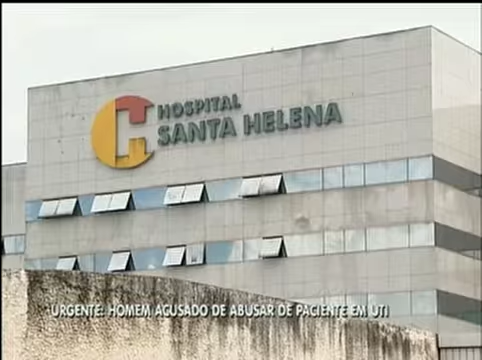 HOSPITAL
SANTA HELENA
URGENTE: HOMEM ACUSADO DE ABUSAR DE PACIENTE EM UTI